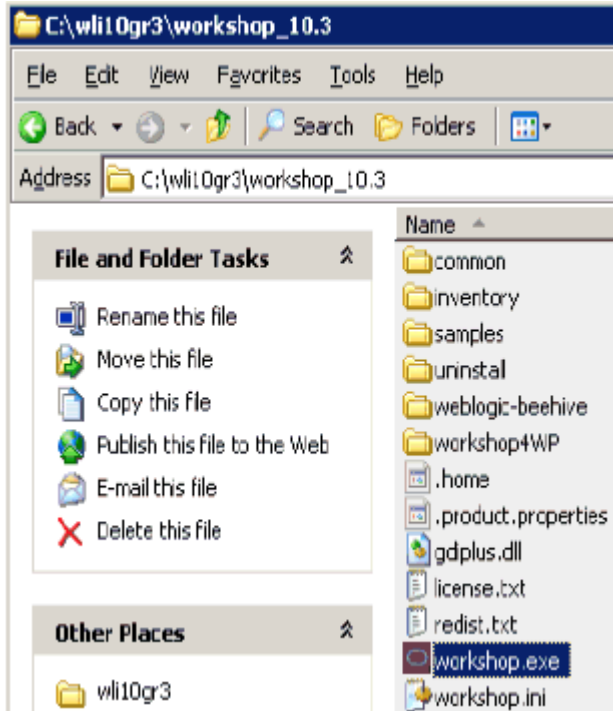 C:\wli10gr3\workshop_10.3
File Edit View Favorites Tools Help
Back Search Folders
Address C:\wli10gr3\workshop_10.3
File and Folder Tasks
Rename this file
Move this file
Copy this file
Publish this file to the Web
E-mail this file
Delete this file
Other Places
wli10gr3
Name
common
inventory
samples
uninstall
weblogic-beehive
workshop4WP
.home
.product.properties
gdiplus.dll
license.txt
redist.txt
workshop.exe
workshop.ini